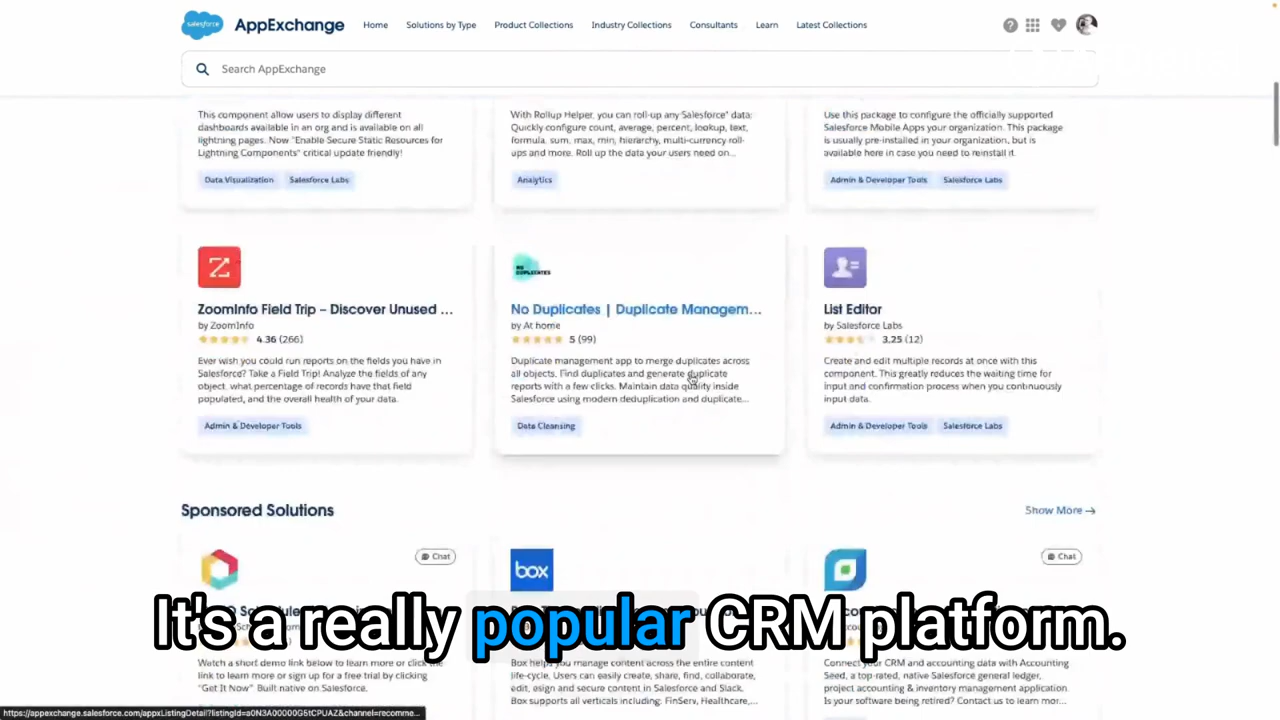 salesforce
AppExchange
Home
Solutions by Type
Product Collections
Industry Collections
Consultants
Learn
Latest Collections
Search AppExchange
This component allow users to display different
dashboards available in an org and is available on all
lightning pages. Now "Enable Secure Static Resources for
Lightning Components" critical update friendly!
Data Visualization
Salesforce Labs
With Rollup Helper, you can roll-up any Salesforce° data:
Quickly configure count, average, percent, lookup, text,
formula, sum, max, min, hierarchy, multi-currency roll-
ups and more. Roll up the data your users need on...
Analytics
Use this package to configure the officially supported
Salesforce Mobile Apps your organization. This package
is usually pre-installed in your organization, but is
available here in case you need to reinstall it.
Admin & Developer Tools
Salesforce Labs
ZoomInfo Field Trip – Discover Unused ...
by ZoomInfo
4.36 (266)
Ever wish you could run reports on the fields you have in
Salesforce? Take a Field Trip! Analyze the fields of any
object, what percentage of records have that field
populated, and the overall health of your data.
Admin & Developer Tools
NO
DUPLICATES
No Duplicates | Duplicate Managem...
by At home
5 (99)
Duplicate management app to merge duplicates across
all objects. Find duplicates and generate duplicate
reports with a few clicks. Maintain data quality inside
Salesforce using modern deduplication and duplicate...
Data Cleansing
List Editor
by Salesforce Labs
3.25 (12)
Create and edit multiple records at once with this
component. This greatly reduces the waiting time for
input and confirmation process when you continuously
input data.
Admin & Developer Tools
Salesforce Labs
Sponsored Solutions
Show More →
Chat
box
Chat
It's a really popular CRM platform.
Watch a short demo link below to learn more or click the
link to learn more or sign up for a free trial by clicking
"Get It Now" Built native on Salesforce.
Box helps you manage content across the entire content
life-cycle. Users can easily create, share, find, collaborate,
edit, esign and secure content in Salesforce and Slack.
Box supports all verticals including: FinServ, Healthcare,...
Connect your CRM and accounting data with Accounting
Seed, a top-rated, native Salesforce general ledger,
project accounting & inventory management application.
Is your software being retired? Contact us to learn mor...
https://appexchange.salesforce.com/appxListingDetail?listingId=a0N3A00000G5tCPUAZ&channel=recomme...